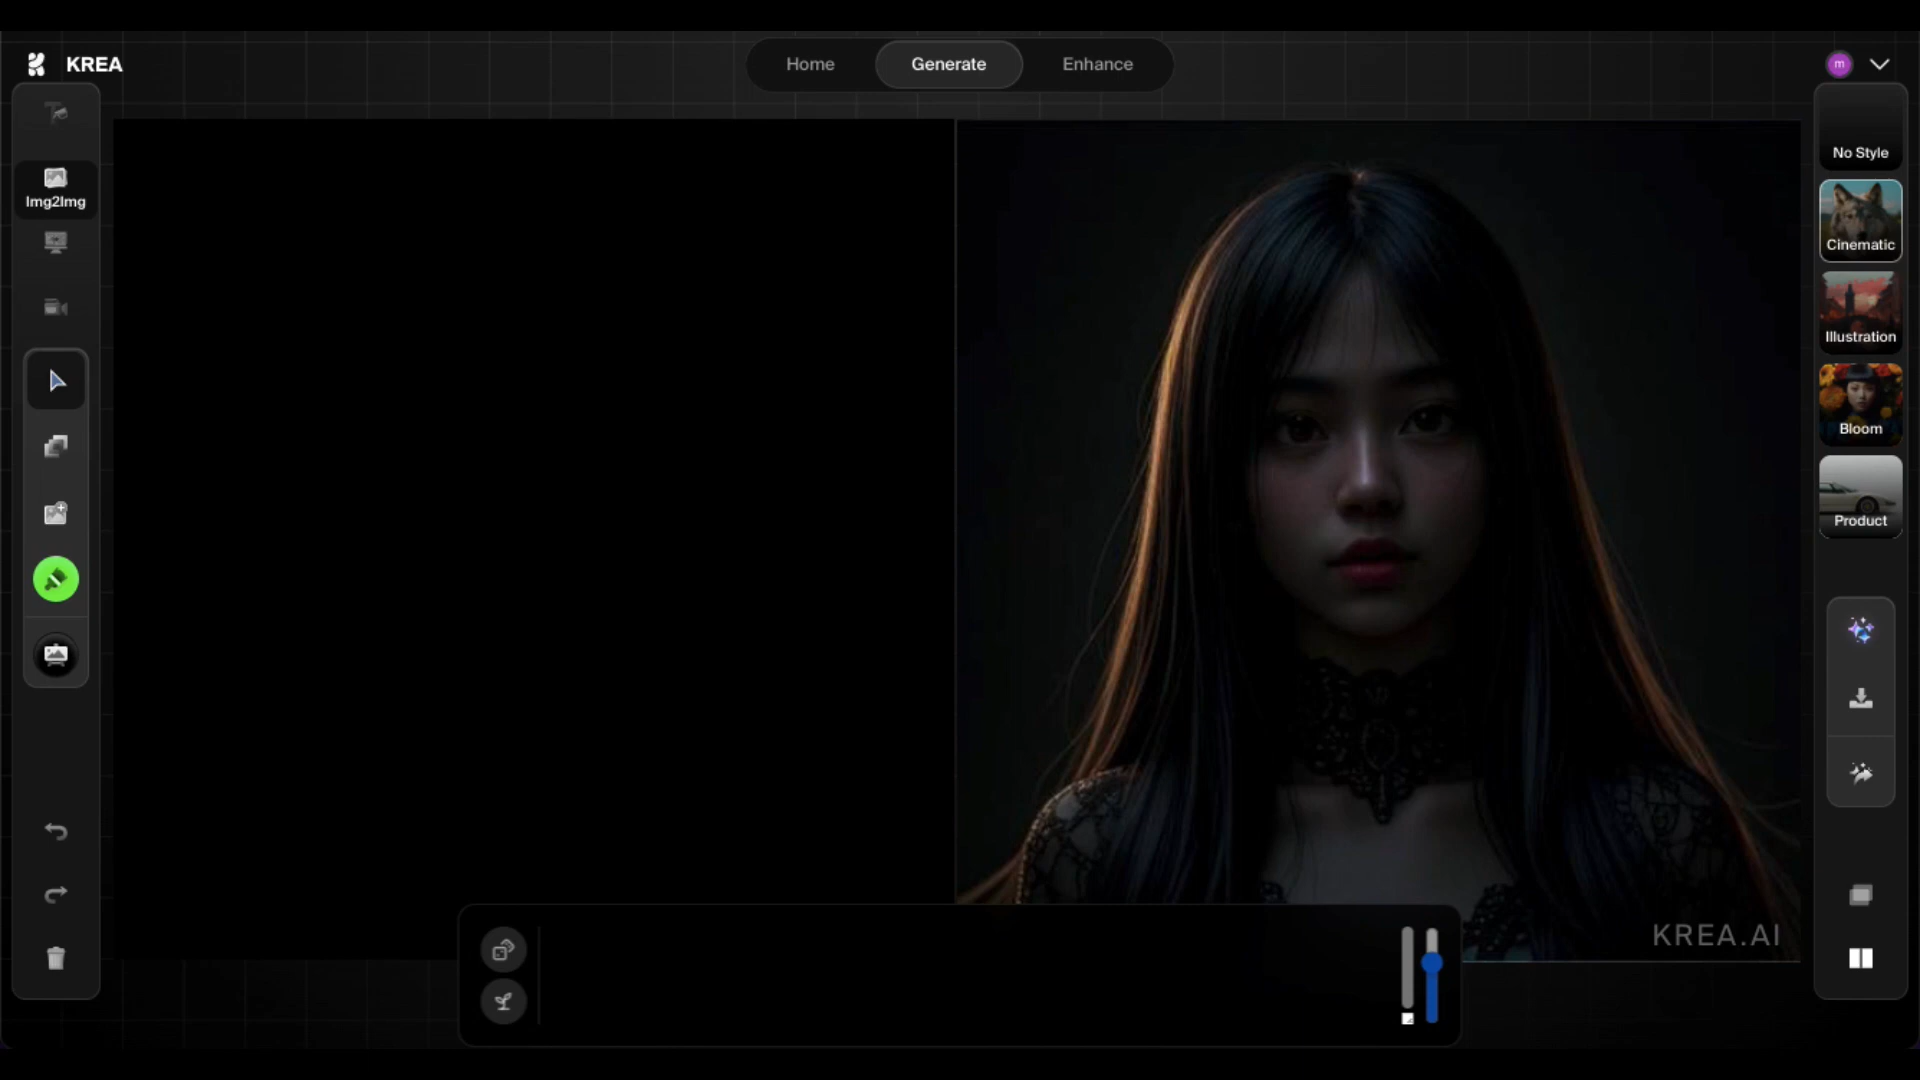 KREA
Home
Generate
Enhance
m
Img2Img
No Style
Cinematic
Illustration
Bloom
Product
KREA.AI